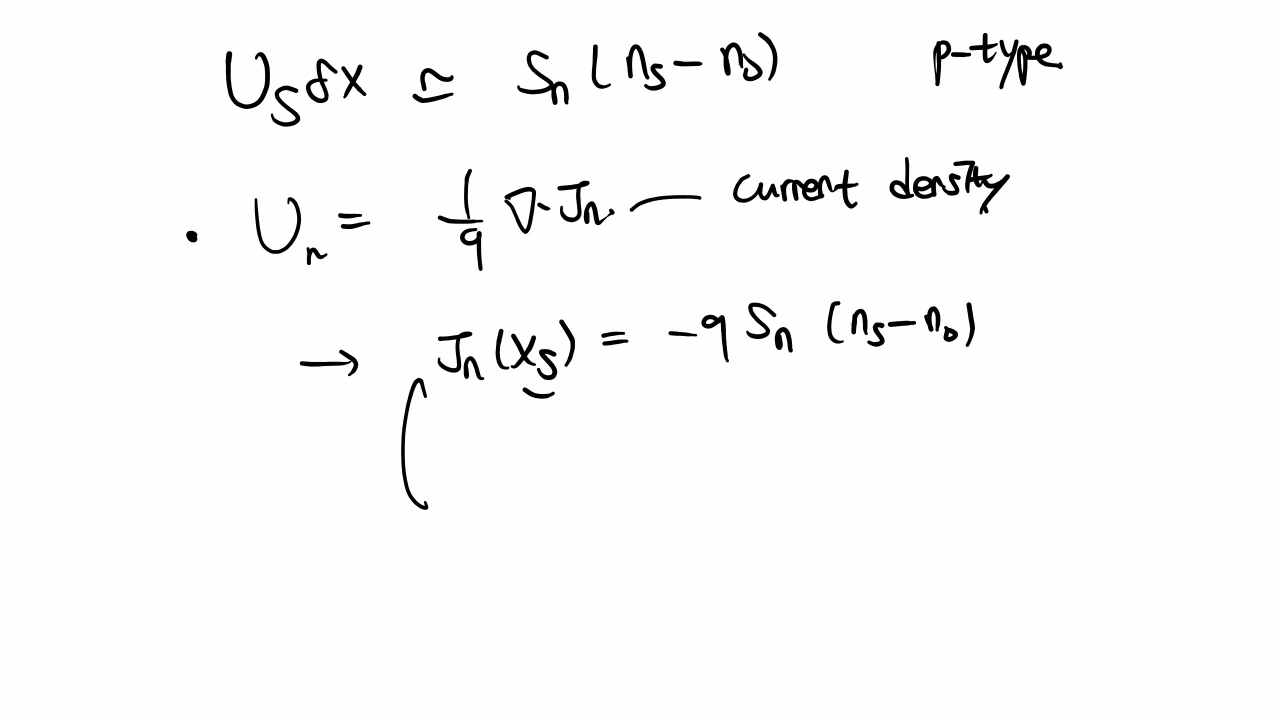 U_S δx ≃ S_n (n_S − n_0) p-type
• U_n = 1/q ∇·J_n — current density
→ J_n(x_S) = −q S_n (n_S − n_0)